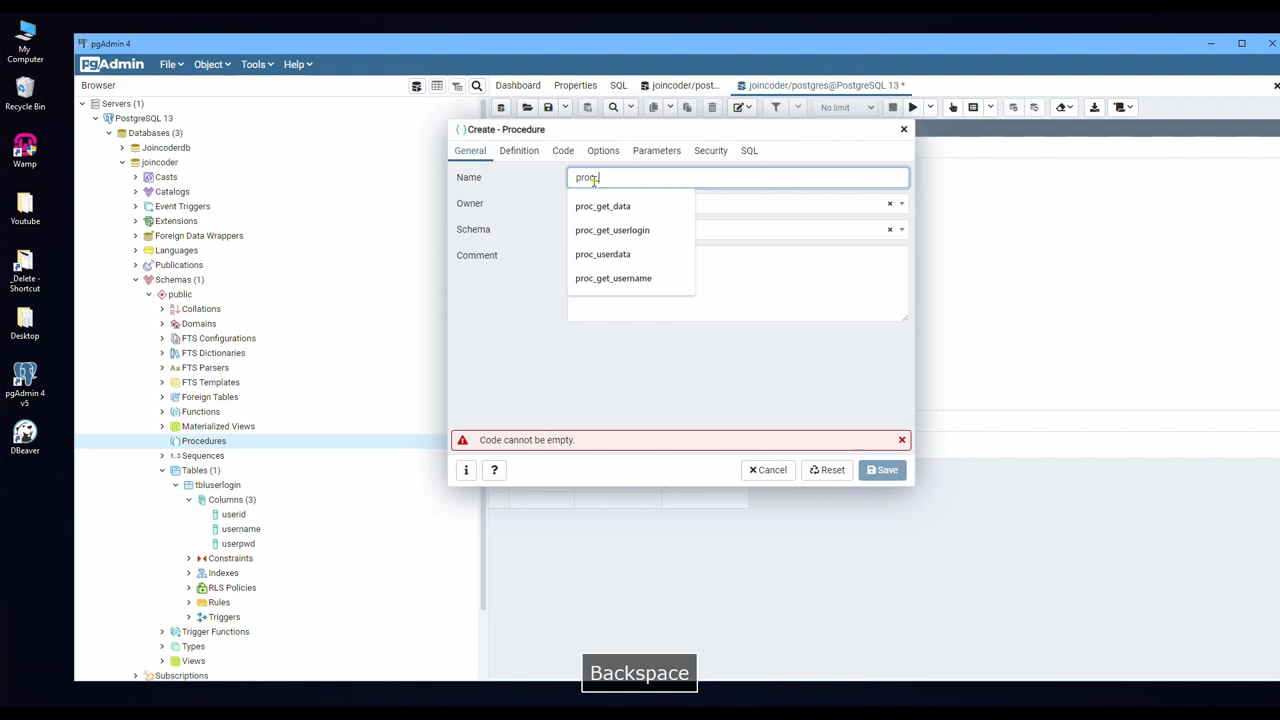 My
Computer
Recycle Bin
Wamp
Youtube
_Delete -
Shortcut
Desktop
pgAdmin 4
v5
DBeaver
pgAdmin 4
pgAdmin
File
Object
Tools
Help
Browser
Dashboard
Properties
SQL
joincoder/post...
joincoder/postgres@PostgreSQL 13 *
No limit
Servers (1)
PostgreSQL 13
Databases (3)
Joincoderdb
joincoder
Casts
Catalogs
Event Triggers
Extensions
Foreign Data Wrappers
Languages
Publications
Schemas (1)
public
Collations
Domains
FTS Configurations
FTS Dictionaries
FTS Parsers
FTS Templates
Foreign Tables
Functions
Materialized Views
Procedures
1..3 Sequences
Tables (1)
tbluserlogin
Columns (3)
userid
username
userpwd
Constraints
Indexes
RLS Policies
Rules
Triggers
Trigger Functions
Types
Views
Subscriptions
Create - Procedure
General
Definition
Code
Options
Parameters
Security
SQL
Name
proc_
Owner
Schema
Comment
proc_get_data
proc_get_userlogin
proc_userdata
proc_get_username
Code cannot be empty.
Cancel
Reset
Save
Backspace